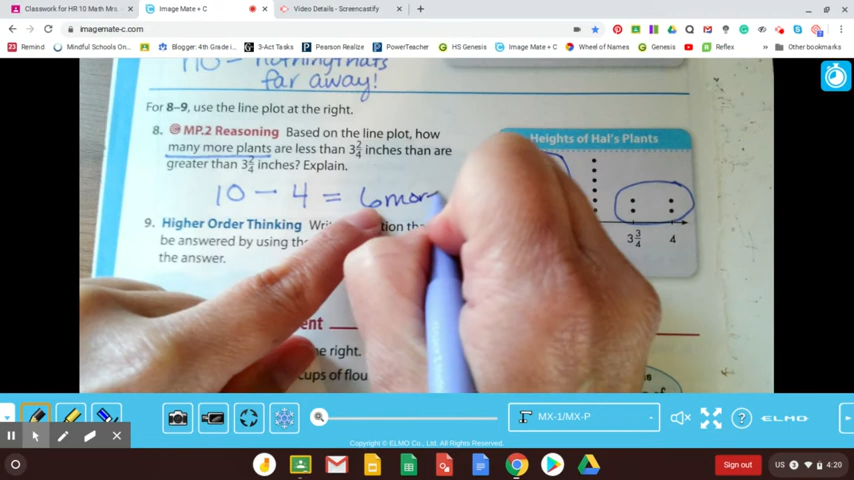 Classwork for HR 10 Math Mrs.
Image Mate + C
Video Details - Screencastify
imagemate-c.com
Remind
Mindful Schools Onl
Blogger: 4th Grade i...
3-Act Tasks
Pearson Realize
PowerTeacher
HS Genesis
Image Mate + C
Wheel of Names
Genesis
Reflex
Other bookmarks
far away!
For 8–9, use the line plot at the right.
8. MP.2 Reasoning Based on the line plot, how
many more plants are less than 3 2/4 inches than are
greater than 3 2/4 inches? Explain.
10 – 4 = 6 mor
Heights of Hal's Plants
3 3/4 4
9. Higher Order Thinking
be answered by using the
the answer.
the right.
cups of flou
MX-1/MX-P
?
ELMO
Copyright © ELMO Co., Ltd. All Rights Reserved.
Sign out
US 3 4:20